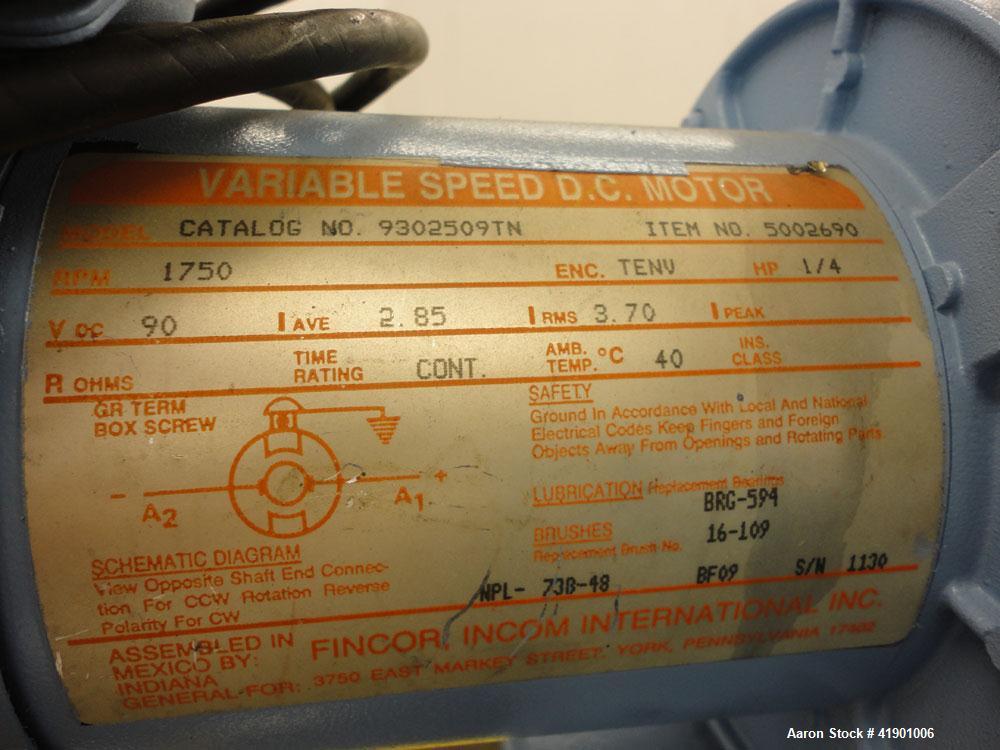 VARIABLE SPEED D.C. MOTOR
MODEL CATALOG NO. 9302509TN ITEM NO. 5002690
RPM 1750 ENC. TENV HP 1/4
V DC 90 I AVE 2.85 I RMS 3.70 I PEAK
R OHMS TIME RATING CONT. AMB. TEMP. °C 40 INS. CLASS
GR TERM
BOX SCREW
- A2 A1 +
SCHEMATIC DIAGRAM
View Opposite Shaft End Connec-
tion For CCW Rotation Reverse
Polarity For CW
SAFETY
Ground In Accordance With Local And National
Electrical Codes Keep Fingers and Foreign
Objects Away From Openings and Rotating Parts.
LUBRICATION Replacement Bearings
BRG-594
BRUSHES 16-109
Replacement Brush No.
NPL- 73B-48 BF09 S/N 1130
ASSEMBLED IN
MEXICO BY:
INDIANA
GENERAL-FOR:
FINCOR, INCOM INTERNATIONAL INC.
3750 EAST MARKEY STREET. YORK, PENNSYLVANIA 17402
Aaron Stock # 41901006